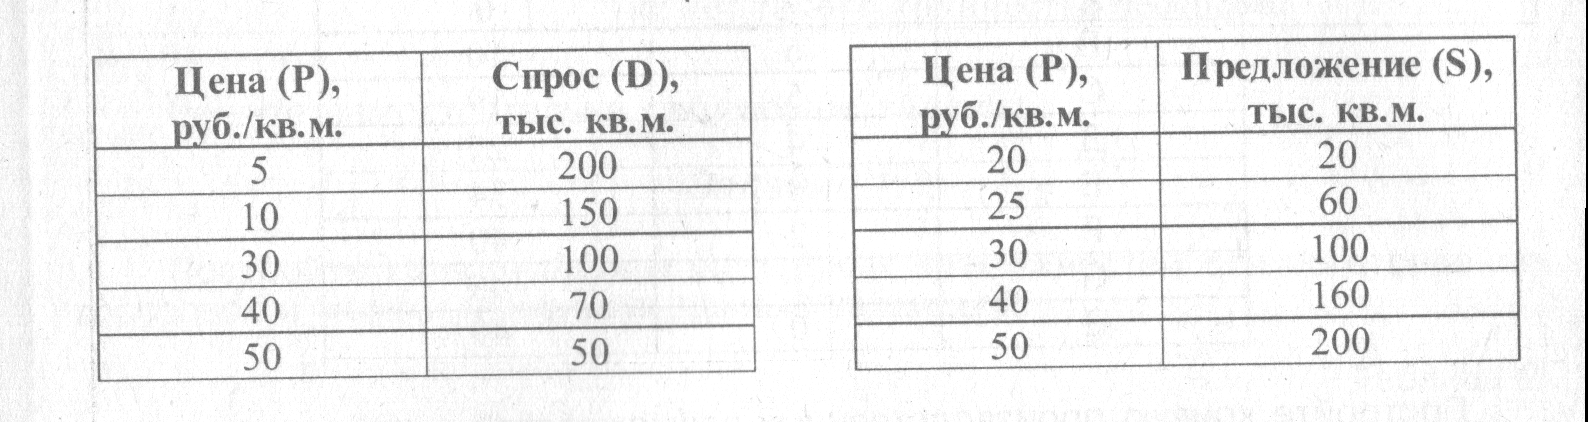 Цена (P), Спрос (D),
руб./кв.м. тыс. кв.м.
5 200
10 150
30 100
40 70
50 50
Цена (P), Предложение (S),
руб./кв.м. тыс. кв.м.
20 20
25 60
30 100
40 160
50 200